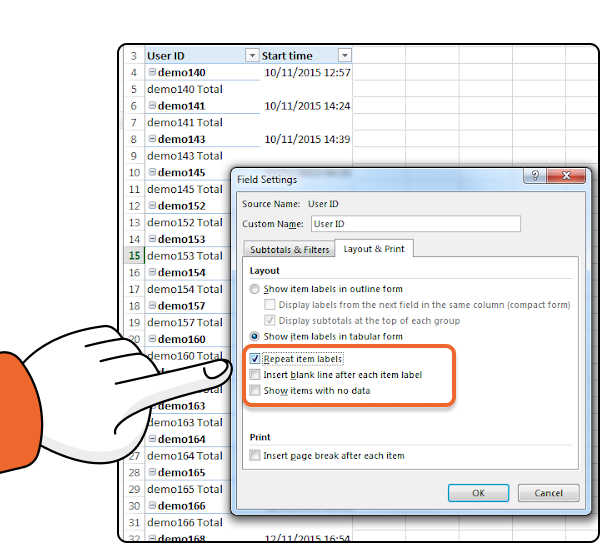 3 User ID Start time
4 demo140 10/11/2015 12:57
5 demo140 Total
6 demo141 10/11/2015 14:24
7 demo141 Total
8 demo143 10/11/2015 14:39
9 demo143 Total
10 demo145
11 demo145 Total
12 demo152
13 demo152 Total
14 demo153
15 demo153 Total
16 demo154
17 demo154 Total
18 demo157
19 demo157 Total
20 demo160
demo160 Total
demo163
demo163 Total
demo164
27 demo164 Total
28 demo165
29 demo165 Total
30 demo166
31 demo166 Total
32 demo168 12/11/2015 16:54
Field Settings
?
Source Name: User ID
Custom Name: User ID
Subtotals & Filters Layout & Print
Layout
Show item labels in outline form
Display labels from the next field in the same column (compact form)
Display subtotals at the top of each group
Show item labels in tabular form
Repeat item labels
Insert blank line after each item label
Show items with no data
Print
Insert page break after each item
OK Cancel